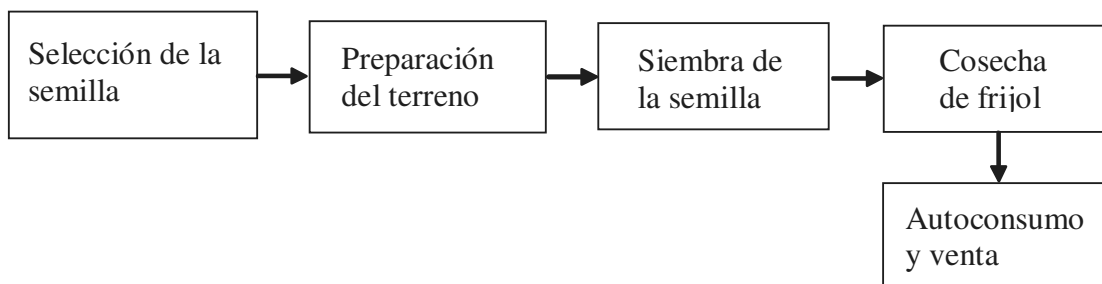 Selección de la
semilla
Preparación
del terreno
Siembra de
la semilla
Cosecha
de frijol
Autoconsumo
y venta